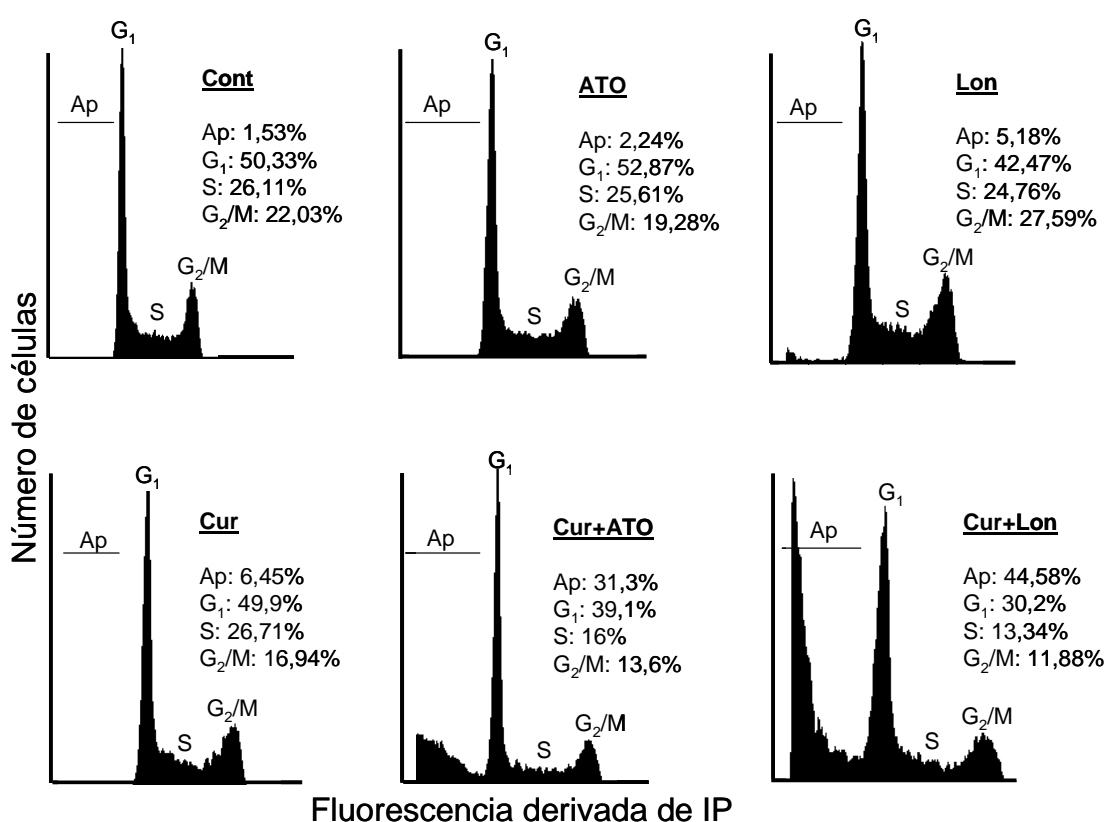 Número de células
G₁
Ap
S
G₂/M
Cont
Ap: 1,53%
G₁: 50,33%
S: 26,11%
G₂/M: 22,03%
G₁
Ap
S
G₂/M
ATO
Ap: 2,24%
G₁: 52,87%
S: 25,61%
G₂/M: 19,28%
G₁
Ap
S
G₂/M
Lon
Ap: 5,18%
G₁: 42,47%
S: 24,76%
G₂/M: 27,59%
G₁
Ap
S
G₂/M
Cur
Ap: 6,45%
G₁: 49,9%
S: 26,71%
G₂/M: 16,94%
G₁
Ap
S
G₂/M
Cur+ATO
Ap: 31,3%
G₁: 39,1%
S: 16%
G₂/M: 13,6%
G₁
Ap
S
G₂/M
Cur+Lon
Ap: 44,58%
G₁: 30,2%
S: 13,34%
G₂/M: 11,88%
Fluorescencia derivada de IP